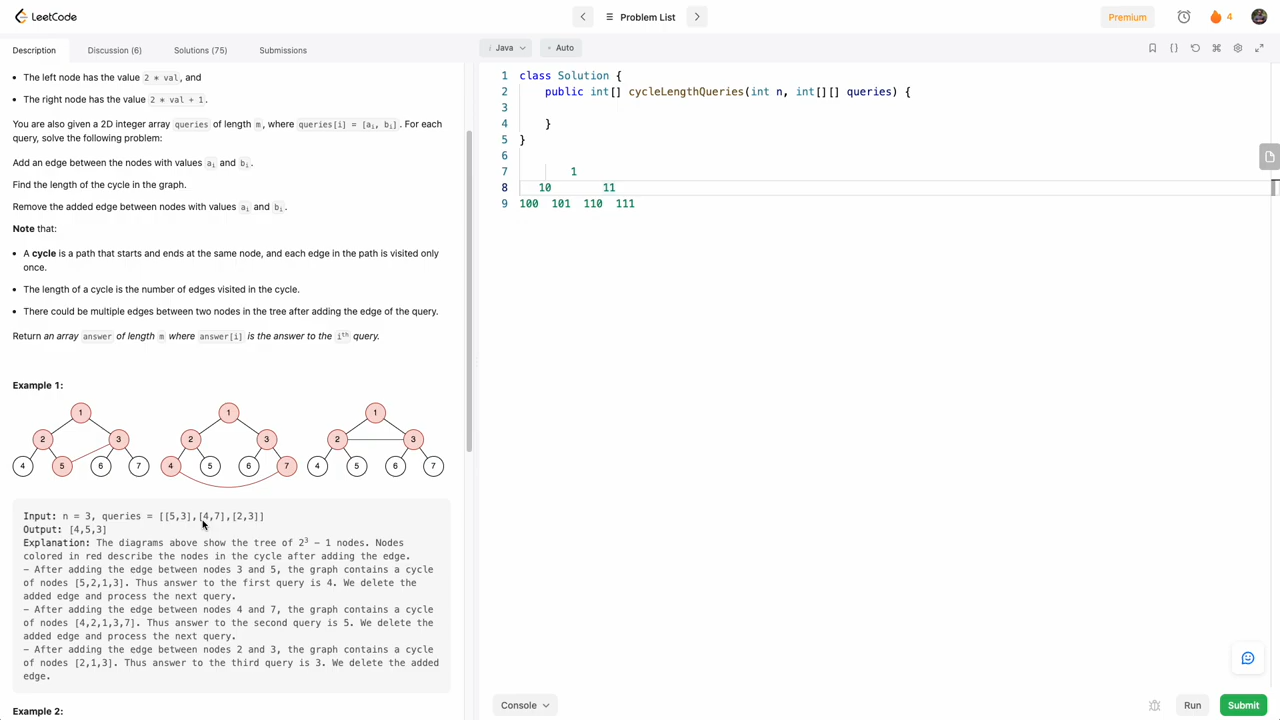 LeetCode
Problem List
Premium
4
Description
Discussion (6)
Solutions (75)
Submissions
Java
Auto
• The left node has the value 2 * val, and
• The right node has the value 2 * val + 1.
You are also given a 2D integer array queries of length m, where queries[i] = [ai, bi]. For each
query, solve the following problem:
Add an edge between the nodes with values ai and bi.
Find the length of the cycle in the graph.
Remove the added edge between nodes with values ai and bi.
Note that:
• A cycle is a path that starts and ends at the same node, and each edge in the path is visited only
once.
• The length of a cycle is the number of edges visited in the cycle.
• There could be multiple edges between two nodes in the tree after adding the edge of the query.
Return an array answer of length m where answer[i] is the answer to the ith query.
Example 1:
1 1 1
2 3 2 3 2 3
4 5 6 7 4 5 6 7 4 5 6 7
Input: n = 3, queries = [[5,3],[4,7],[2,3]]
Output: [4,5,3]
Explanation: The diagrams above show the tree of 2³ - 1 nodes. Nodes
colored in red describe the nodes in the cycle after adding the edge.
- After adding the edge between nodes 3 and 5, the graph contains a cycle
of nodes [5,2,1,3]. Thus answer to the first query is 4. We delete the
added edge and process the next query.
- After adding the edge between nodes 4 and 7, the graph contains a cycle
of nodes [4,2,1,3,7]. Thus answer to the second query is 5. We delete the
added edge and process the next query.
- After adding the edge between nodes 2 and 3, the graph contains a cycle
of nodes [2,1,3]. Thus answer to the third query is 3. We delete the added
edge.
Example 2:
1 class Solution {
2 public int[] cycleLengthQueries(int n, int[][] queries) {
3
4 }
5 }
6
7 1
8 10 11
9 100 101 110 111
Console
Run
Submit